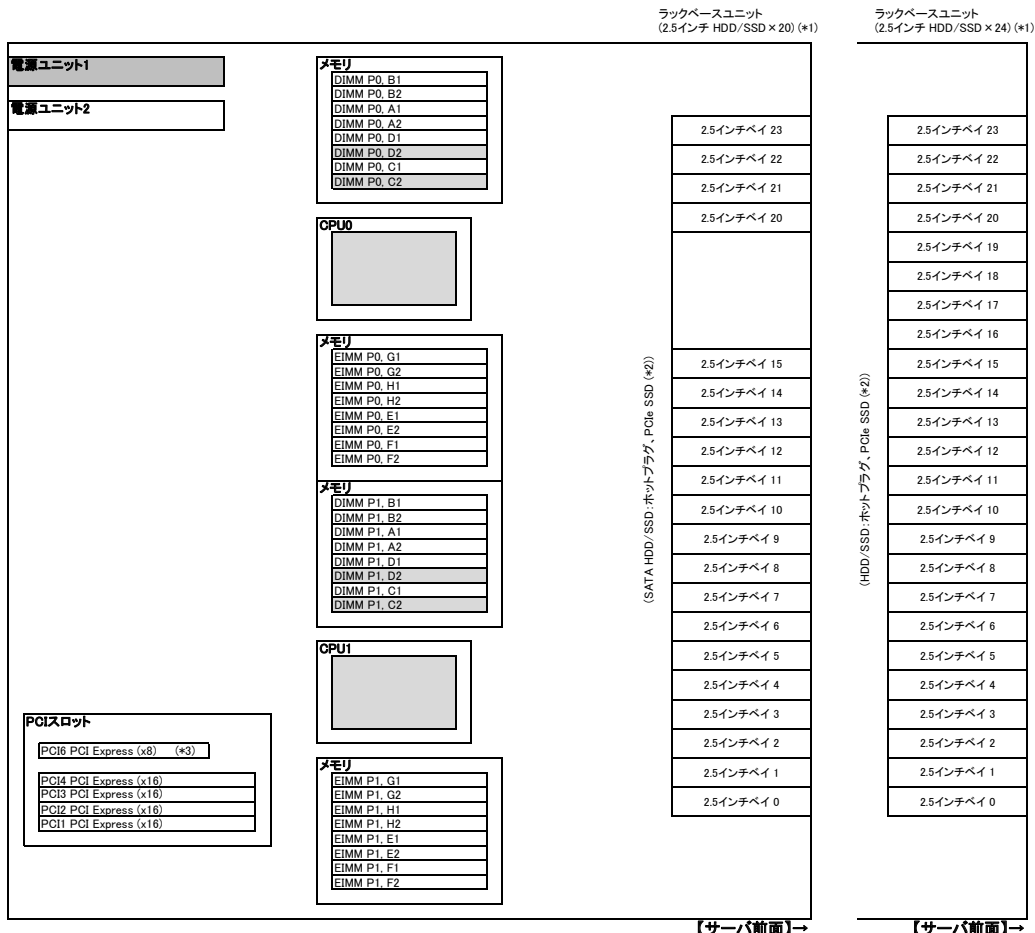 ラックベースユニット
(2.5インチ HDD/SSD×20) (*1)
ラックベースユニット
(2.5インチ HDD/SSD×24) (*1)
電源ユニット1
電源ユニット2
メモリ
DIMM P0, B1
DIMM P0, B2
DIMM P0, A1
DIMM P0, A2
DIMM P0, D1
DIMM P0, D2
DIMM P0, C1
DIMM P0, C2
CPU0
メモリ
EIMM P0, G1
EIMM P0, G2
EIMM P0, H1
EIMM P0, H2
EIMM P0, E1
EIMM P0, E2
EIMM P0, F1
EIMM P0, F2
メモリ
DIMM P1, B1
DIMM P1, B2
DIMM P1, A1
DIMM P1, A2
DIMM P1, D1
DIMM P1, D2
DIMM P1, C1
DIMM P1, C2
CPU1
メモリ
EIMM P1, G1
EIMM P1, G2
EIMM P1, H1
EIMM P1, H2
EIMM P1, E1
EIMM P1, E2
EIMM P1, F1
EIMM P1, F2
PCIスロット
PCI6 PCI Express (x8) (*3)
PCI4 PCI Express (x16)
PCI3 PCI Express (x16)
PCI2 PCI Express (x16)
PCI1 PCI Express (x16)
(SATA HDD/SSD:ホットプラグ、PCIe SSD (*2))
2.5インチベイ 23
2.5インチベイ 22
2.5インチベイ 21
2.5インチベイ 20
2.5インチベイ 15
2.5インチベイ 14
2.5インチベイ 13
2.5インチベイ 12
2.5インチベイ 11
2.5インチベイ 10
2.5インチベイ 9
2.5インチベイ 8
2.5インチベイ 7
2.5インチベイ 6
2.5インチベイ 5
2.5インチベイ 4
2.5インチベイ 3
2.5インチベイ 2
2.5インチベイ 1
2.5インチベイ 0
【サーバ前面】→
(HDD/SSD:ホットプラグ、PCIe SSD (*2))
2.5インチベイ 23
2.5インチベイ 22
2.5インチベイ 21
2.5インチベイ 20
2.5インチベイ 19
2.5インチベイ 18
2.5インチベイ 17
2.5インチベイ 16
2.5インチベイ 15
2.5インチベイ 14
2.5インチベイ 13
2.5インチベイ 12
2.5インチベイ 11
2.5インチベイ 10
2.5インチベイ 9
2.5インチベイ 8
2.5インチベイ 7
2.5インチベイ 6
2.5インチベイ 5
2.5インチベイ 4
2.5インチベイ 3
2.5インチベイ 2
2.5インチベイ 1
2.5インチベイ 0
【サーバ前面】→